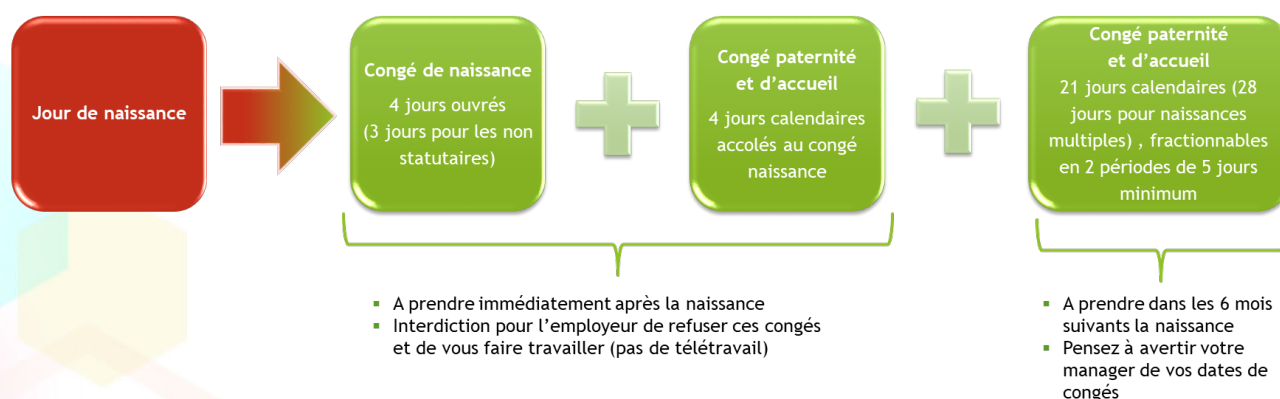 Jour de naissance
Congé de naissance
4 jours ouvrés
(3 jours pour les non
statutaires)
Congé paternité
et d’accueil
4 jours calendaires
accolés au congé
naissance
Congé paternité
et d’accueil
21 jours calendaires (28
jours pour naissances
multiples) , fractionnables
en 2 périodes de 5 jours
minimum
▪ A prendre immédiatement après la naissance
▪ Interdiction pour l’employeur de refuser ces congés
et de vous faire travailler (pas de télétravail)
▪ A prendre dans les 6 mois
suivants la naissance
▪ Pensez à avertir votre
manager de vos dates de
congés